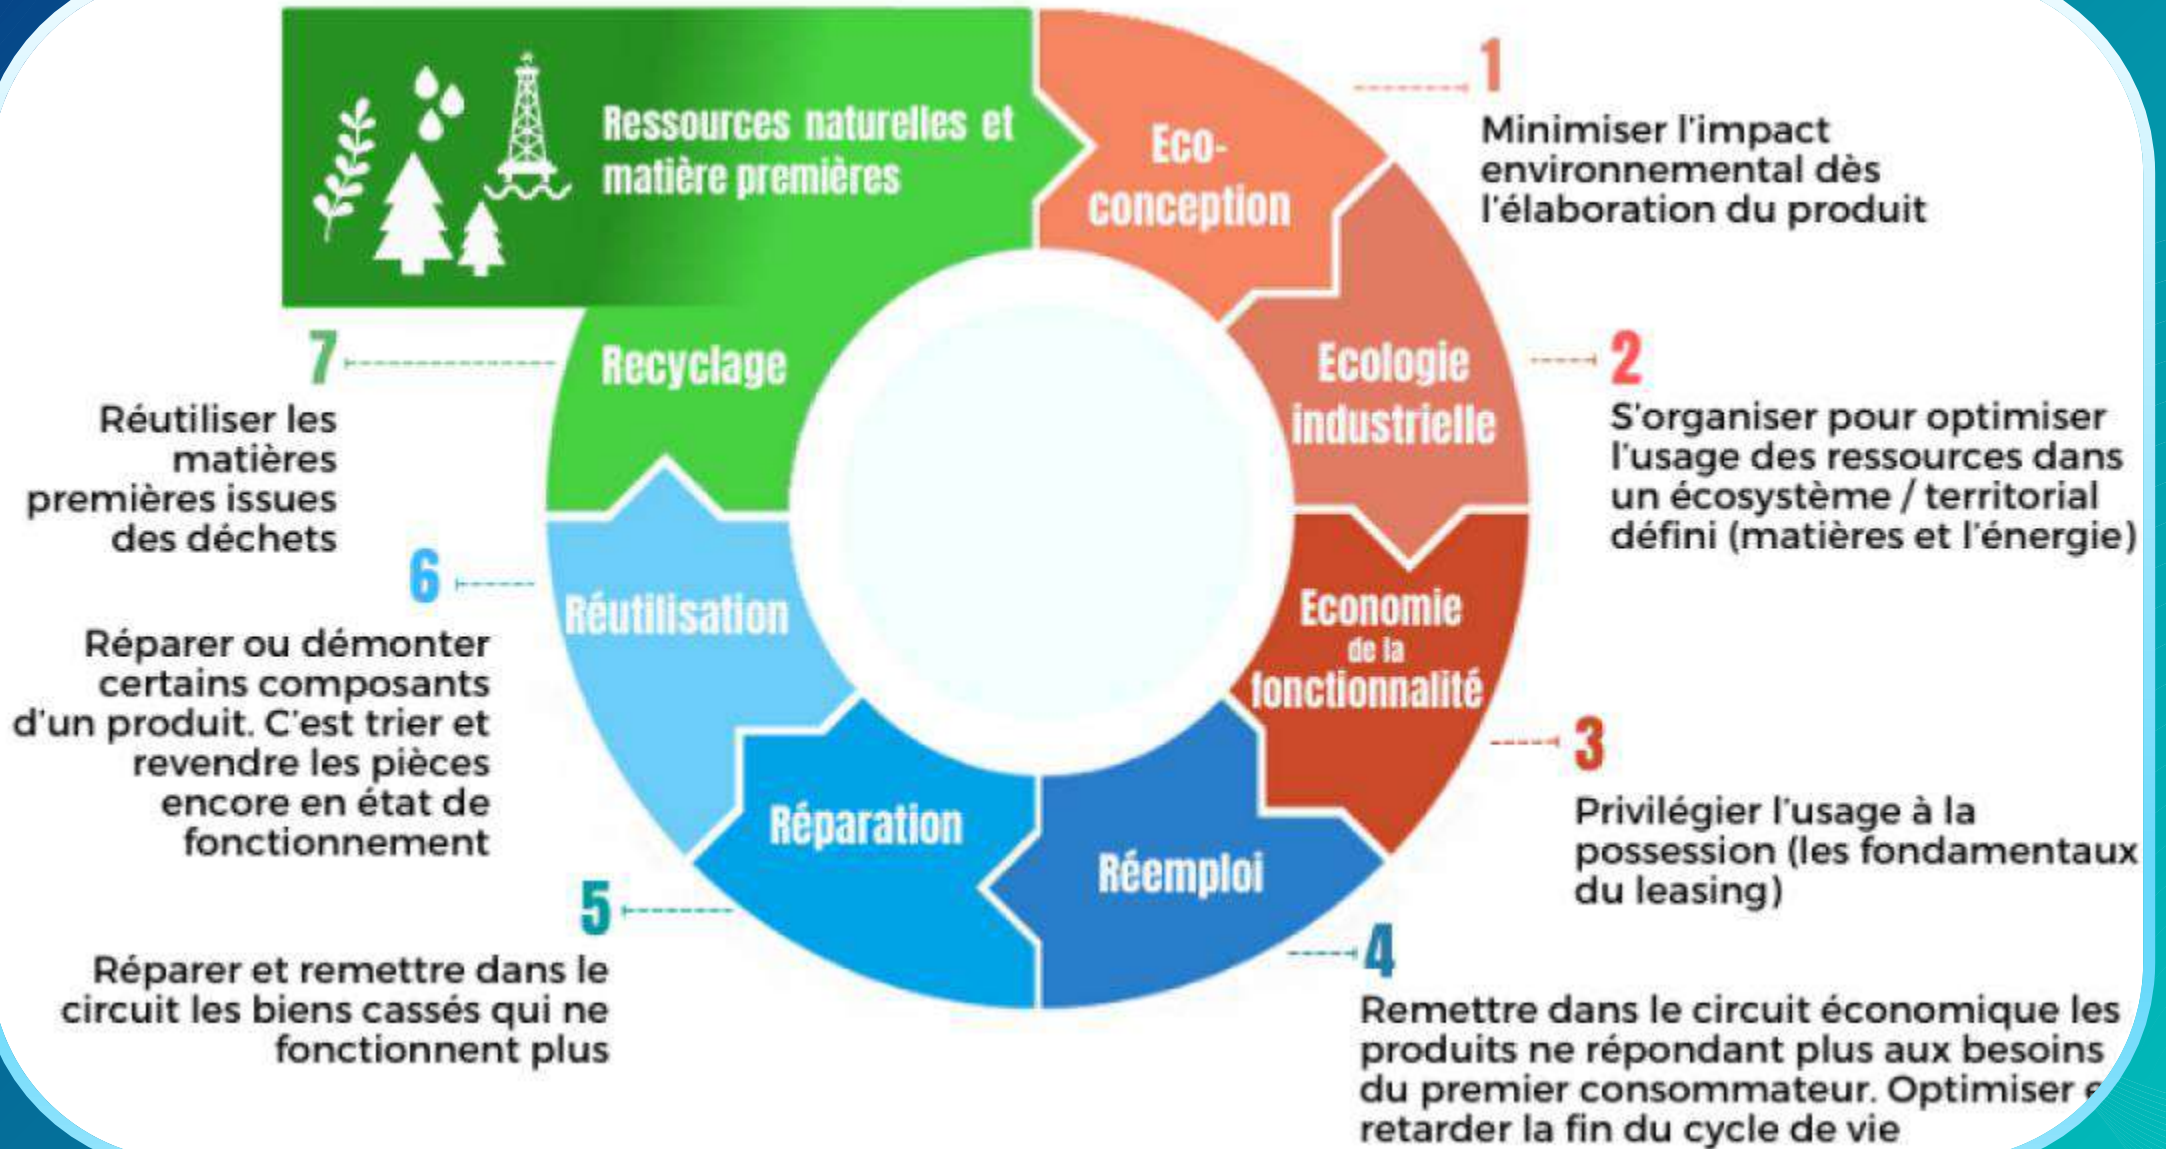 Ressources naturelles et
matière premières
Eco-
conception
1
Minimiser l'impact
environnemental dès
l'élaboration du produit
Ecologie
industrielle
2
S'organiser pour optimiser
l'usage des ressources dans
un écosystème / territorial
défini (matières et l'énergie)
Economie
de la
fonctionnalité
3
Privilégier l'usage à la
possession (les fondamentaux
du leasing)
Réemploi
4
Remettre dans le circuit économique les
produits ne répondant plus aux besoins
du premier consommateur. Optimiser
retarder la fin du cycle de vie
Réparation
5
Réparer et remettre dans le
circuit les biens cassés qui ne
fonctionnent plus
Réutilisation
6
Réparer ou démonter
certains composants
d'un produit. C'est trier et
revendre les pièces
encore en état de
fonctionnement
Recyclage
7
Réutiliser les
matières
premières issues
des déchets